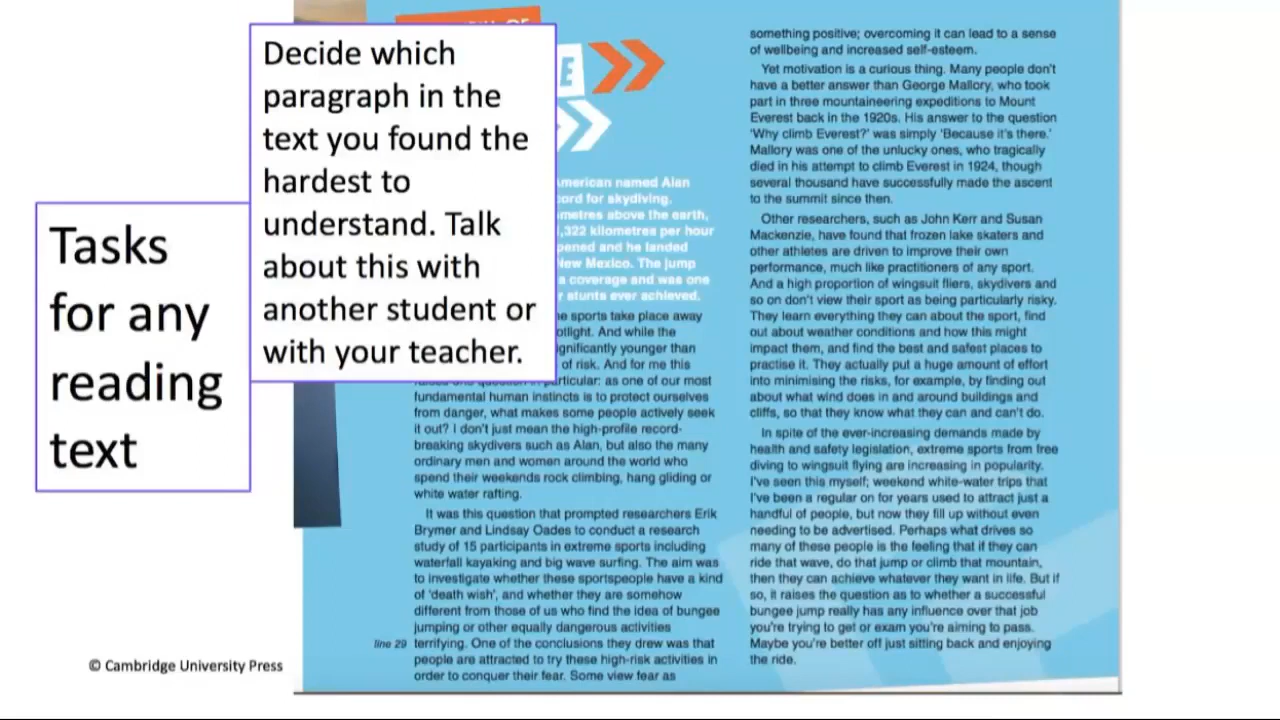 Tasks
for any
reading
text
Decide which
paragraph in the
text you found the
hardest to
understand. Talk
about this with
another student or
with your teacher.
OF
E
American named Alan
ord for skydiving.
metres above the earth,
,322 kilometres per hour
pened and he landed
New Mexico. The jump
a coverage and was one
r stunts ever achieved.
e sports take place away
otlight. And while the
gnificantly younger than
of risk. And for me this
particular: as one of our most
fundamental human instincts is to protect ourselves
from danger, what makes some people actively seek
it out? I don't just mean the high-profile record-
breaking skydivers such as Alan, but also the many
ordinary men and women around the world who
spend their weekends rock climbing, hang gliding or
white water rafting.
It was this question that prompted researchers Erik
Brymer and Lindsay Oades to conduct a research
study of 15 participants in extreme sports including
waterfall kayaking and big wave surfing. The aim was
to investigate whether these sportspeople have a kind
of 'death wish', and whether they are somehow
different from those of us who find the idea of bungee
jumping or other equally dangerous activities
line 29 terrifying. One of the conclusions they drew was that
people are attracted to try these high-risk activities in
order to conquer their fear. Some view fear as
something positive; overcoming it can lead to a sense
of wellbeing and increased self-esteem.
Yet motivation is a curious thing. Many people don't
have a better answer than George Mallory, who took
part in three mountaineering expeditions to Mount
Everest back in the 1920s. His answer to the question
'Why climb Everest?' was simply 'Because it's there.'
Mallory was one of the unlucky ones, who tragically
died in his attempt to climb Everest in 1924, though
several thousand have successfully made the ascent
to the summit since then.
Other researchers, such as John Kerr and Susan
Mackenzie, have found that frozen lake skaters and
other athletes are driven to improve their own
performance, much like practitioners of any sport.
And a high proportion of wingsuit fliers, skydivers and
so on don't view their sport as being particularly risky.
They learn everything they can about the sport, find
out about weather conditions and how this might
impact them, and find the best and safest places to
practise it. They actually put a huge amount of effort
into minimising the risks, for example, by finding out
about what wind does in and around buildings and
cliffs, so that they know what they can and can't do.
In spite of the ever-increasing demands made by
health and safety legislation, extreme sports from free
diving to wingsuit flying are increasing in popularity.
I've seen this myself; weekend white-water trips that
I've been a regular on for years used to attract just a
handful of people, but now they fill up without even
needing to be advertised. Perhaps what drives so
many of these people is the feeling that if they can
ride that wave, do that jump or climb that mountain,
then they can achieve whatever they want in life. But if
so, it raises the question as to whether a successful
bungee jump really has any influence over that job
you're trying to get or exam you're aiming to pass.
Maybe you're better off just sitting back and enjoying
the ride.
© Cambridge University Press